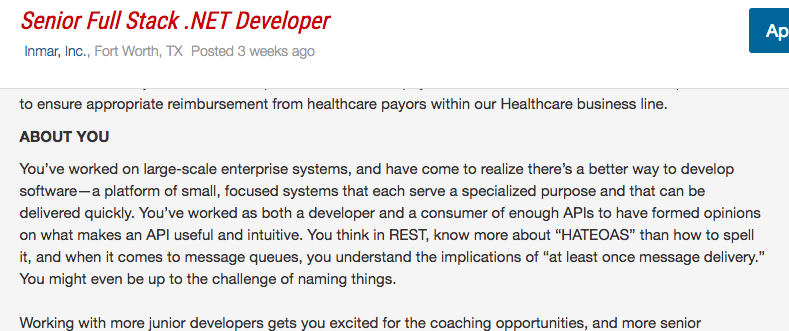 Senior Full Stack .NET Developer
Inmar, Inc., Fort Worth, TX Posted 3 weeks ago
Ap
to ensure appropriate reimbursement from healthcare payors within our Healthcare business line.
ABOUT YOU
You've worked on large-scale enterprise systems, and have come to realize there's a better way to develop
software—a platform of small, focused systems that each serve a specialized purpose and that can be
delivered quickly. You've worked as both a developer and a consumer of enough APIs to have formed opinions
on what makes an API useful and intuitive. You think in REST, know more about “HATEOAS” than how to spell
it, and when it comes to message queues, you understand the implications of “at least once message delivery.”
You might even be up to the challenge of naming things.
Working with more junior developers gets you excited for the coaching opportunities, and more senior